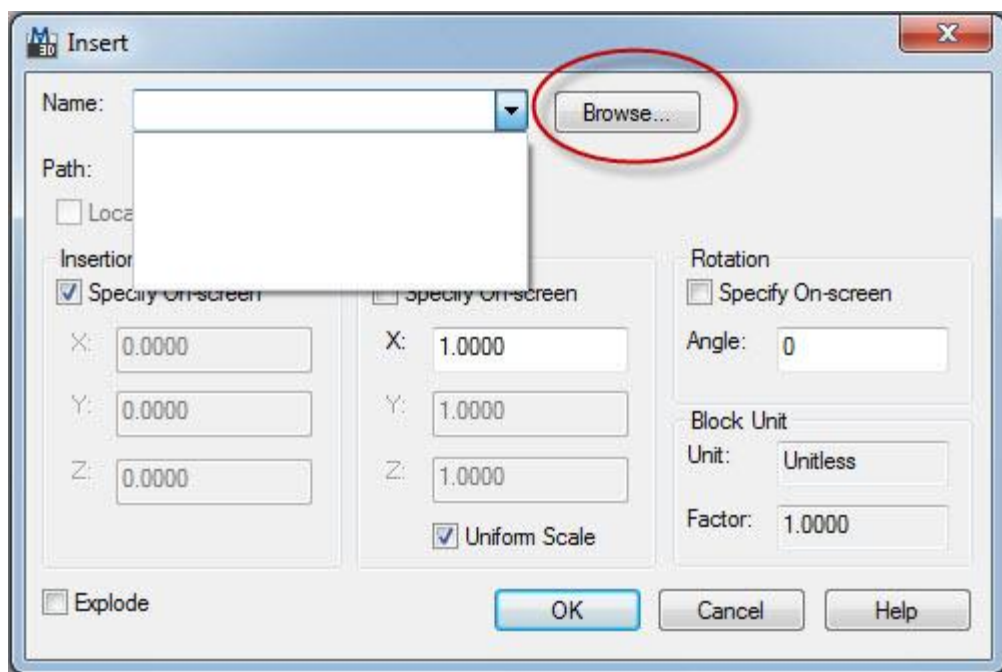 Insert
Name:
Browse...
Path:
Loca
Insertion
Rotation
Specify On-screen
Specify On-screen
Specify On-screen
X: 0.0000
X: 1.0000
Angle: 0
Y: 0.0000
Y: 1.0000
Block Unit
Unit: Unitless
Z: 0.0000
Z: 1.0000
Factor: 1.0000
Uniform Scale
Explode
OK
Cancel
Help